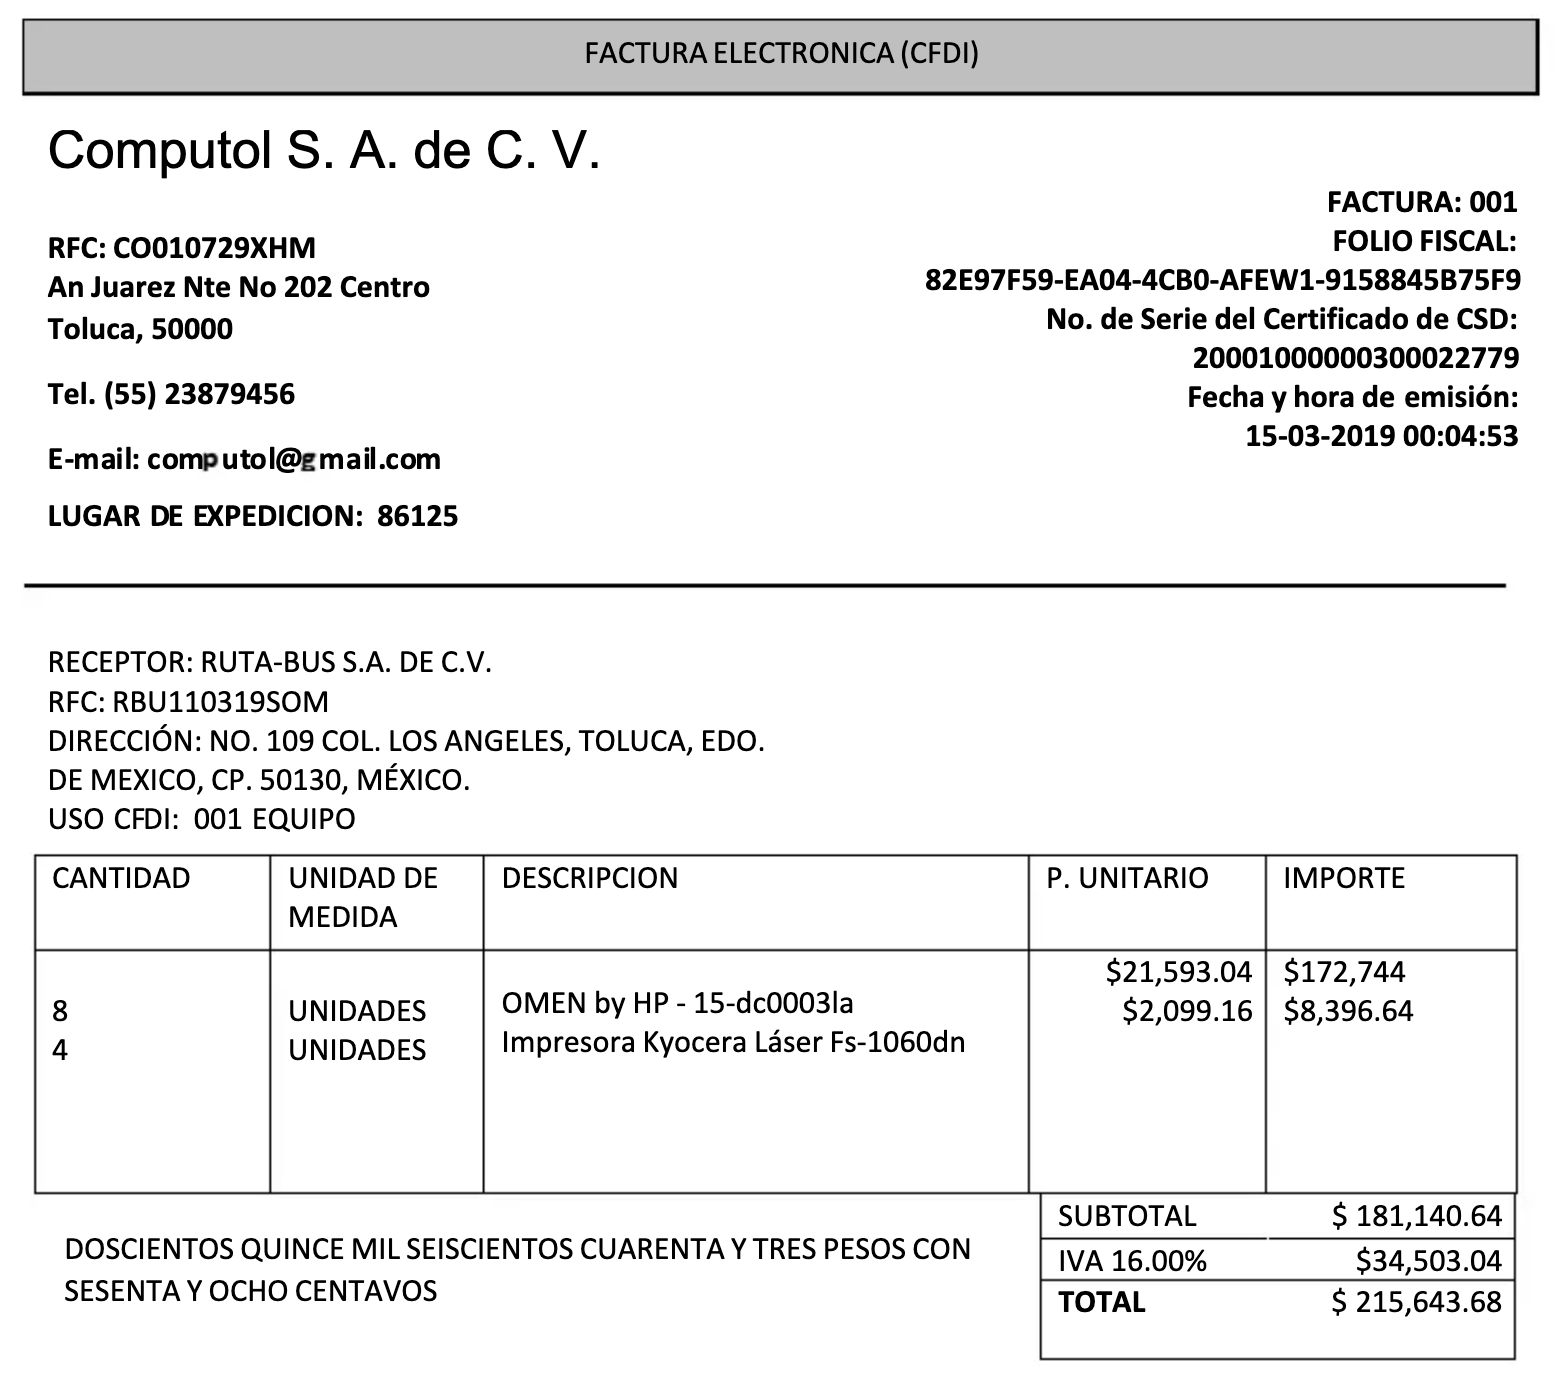 FACTURA ELECTRONICA (CFDI)
Computol S. A. de C. V.
FACTURA: 001
FOLIO FISCAL:
82E97F59-EA04-4CB0-AFEW1-9158845B75F9
No. de Serie del Certificado de CSD:
20001000000300022779
Fecha y hora de emisión:
15-03-2019 00:04:53
RFC: CO010729XHM
An Juarez Nte No 202 Centro
Toluca, 50000
Tel. (55) 23879456
E-mail: computol@gmail.com
LUGAR DE EXPEDICION: 86125
RECEPTOR: RUTA-BUS S.A. DE C.V.
RFC: RBU110319SOM
DIRECCIÓN: NO. 109 COL. LOS ANGELES, TOLUCA, EDO.
DE MEXICO, CP. 50130, MÉXICO.
USO CFDI: 001 EQUIPO
CANTIDAD UNIDAD DE MEDIDA DESCRIPCION P. UNITARIO IMPORTE
8 UNIDADES OMEN by HP - 15-dc0003la $21,593.04 $172,744
4 UNIDADES Impresora Kyocera Láser Fs-1060dn $2,099.16 $8,396.64
SUBTOTAL $ 181,140.64
IVA 16.00% $34,503.04
TOTAL $ 215,643.68
DOSCIENTOS QUINCE MIL SEISCIENTOS CUARENTA Y TRES PESOS CON
SESENTA Y OCHO CENTAVOS